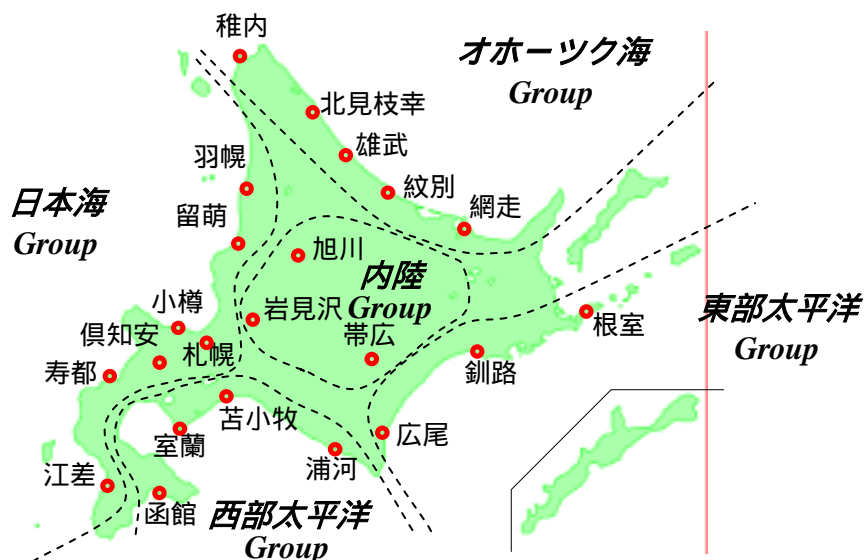 稚内
オホーツク海
Group
北見枝幸
雄武
羽幌
紋別
日本海
Group
留萌
網走
旭川
内陸
Group
小樽
岩見沢
倶知安
札幌
帯広
根室
東部太平洋
Group
寿都
釧路
苫小牧
室蘭
広尾
浦河
江差
函館
西部太平洋
Group